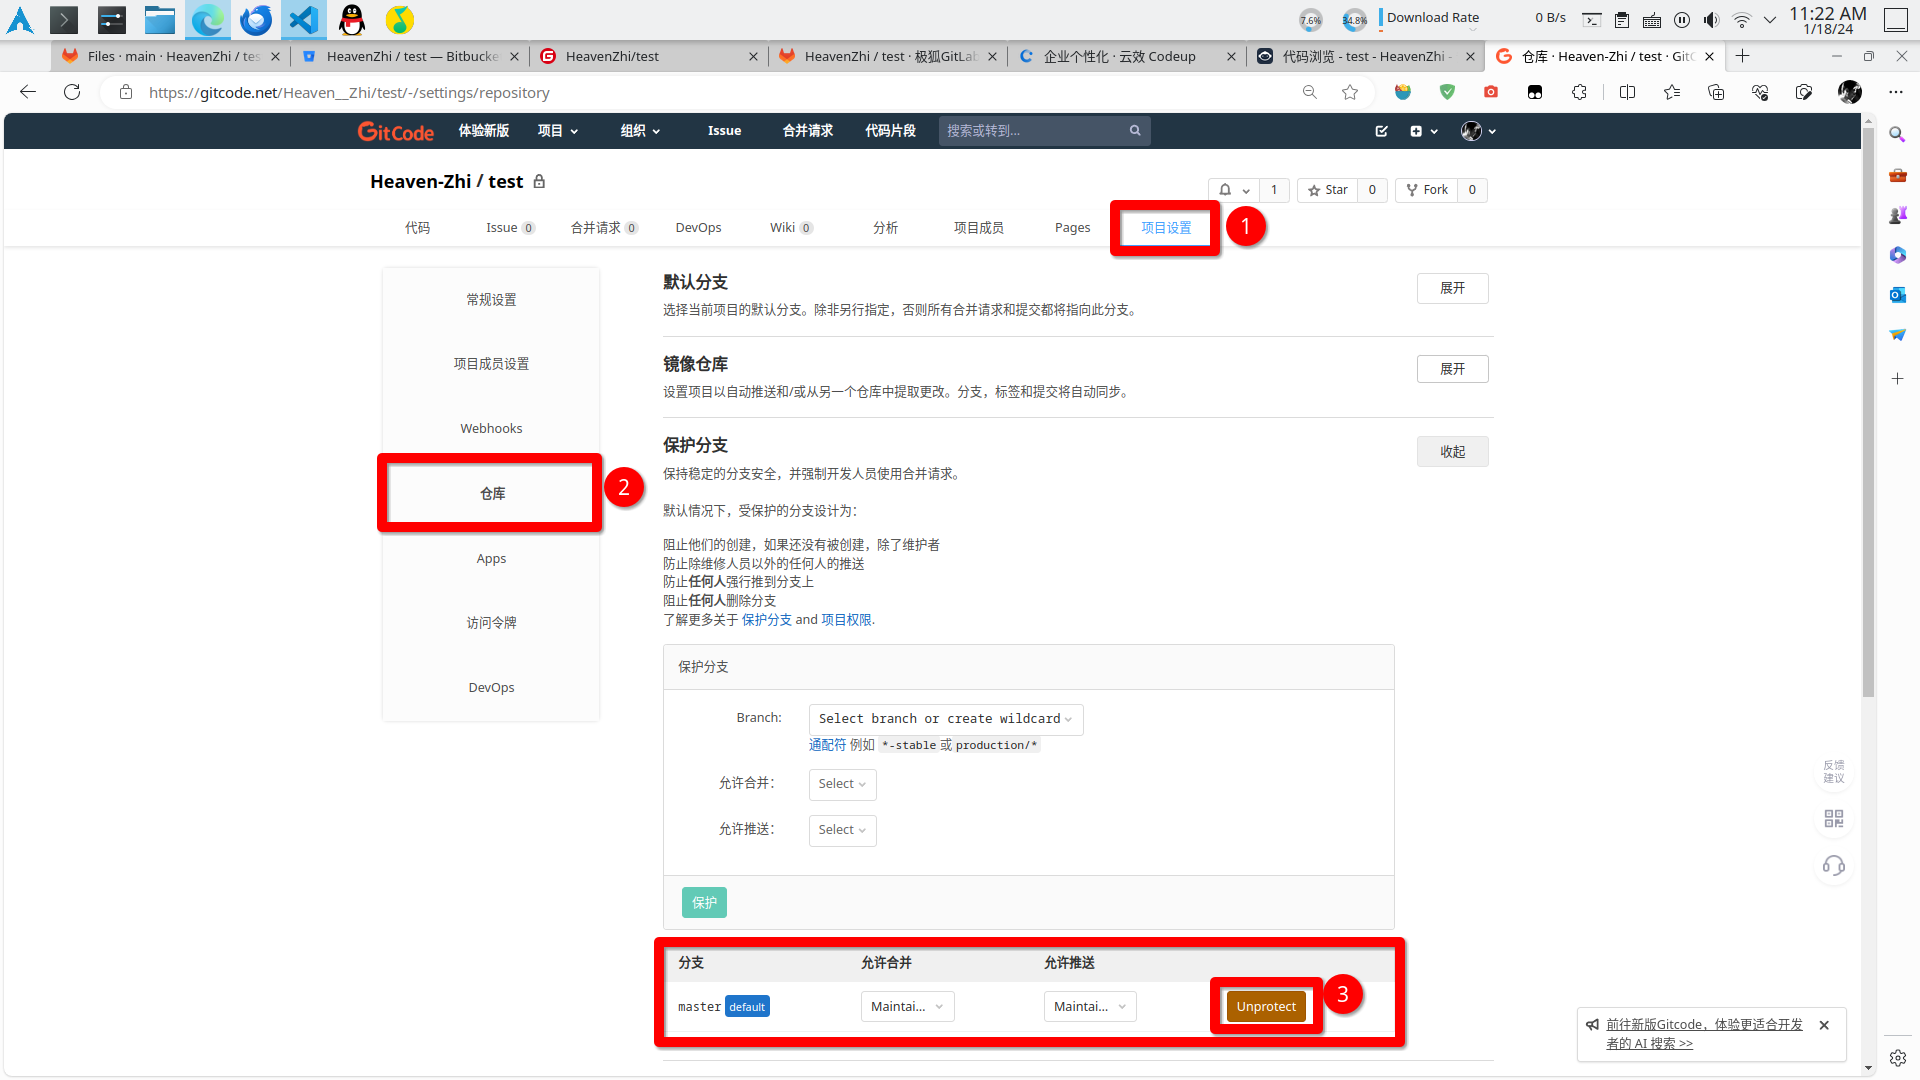 7.6%
34.8%
Download Rate
0 B/s
11:22 AM
1/18/24
Files · main · HeavenZhi / tes
HeavenZhi / test — Bitbucke
HeavenZhi/test
HeavenZhi / test · 极狐GitLab
企业个性化 · 云效 Codeup
代码浏览 - test - HeavenZhi -
仓库 · Heaven-Zhi / test · GitC
https://gitcode.net/Heaven__Zhi/test/-/settings/repository
GitCode
体验新版
项目
组织
Issue
合并请求
代码片段
搜索或转到...
Heaven-Zhi / test
1
Star
0
Fork
0
代码
Issue 0
合并请求 0
DevOps
Wiki 0
分析
项目成员
Pages
项目设置
1
常规设置
项目成员设置
Webhooks
仓库
2
Apps
访问令牌
DevOps
默认分支
展开
选择当前项目的默认分支。除非另行指定，否则所有合并请求和提交都将指向此分支。
镜像仓库
展开
设置项目以自动推送和/或从另一个仓库中提取更改。分支，标签和提交将自动同步。
保护分支
收起
保持稳定的分支安全，并强制开发人员使用合并请求。
默认情况下，受保护的分支设计为：
阻止他们的创建，如果还没有被创建，除了维护者
防止除维修人员以外的任何人的推送
防止任何人强行推到分支上
阻止任何人删除分支
了解更多关于 保护分支 and 项目权限.
保护分支
Branch:
Select branch or create wildcard
通配符 例如 *-stable 或 production/*
允许合并：
Select
允许推送：
Select
保护
分支
允许合并
允许推送
master default
Maintai...
Maintai...
Unprotect
3
反馈
建议
前往新版Gitcode，体验更适合开发
者的 AI 搜索 >>